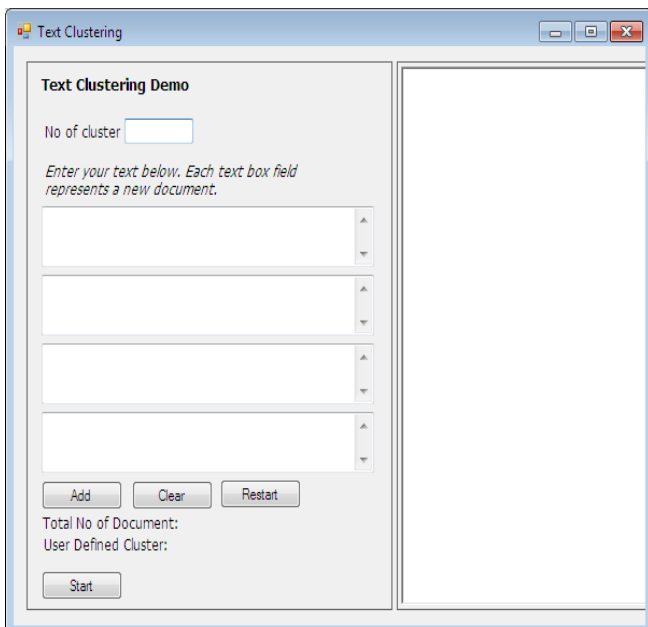 Text Clustering
Text Clustering Demo
No of cluster
Enter your text below. Each text box field
represents a new document.
Add Clear Restart
Total No of Document:
User Defined Cluster:
Start